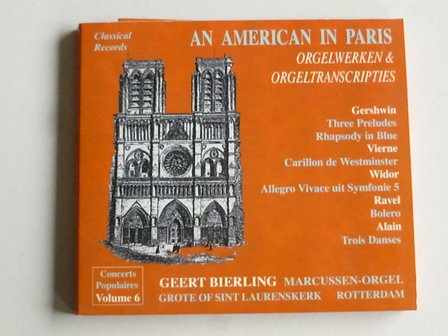 Classical
Records
AN AMERICAN IN PARIS
ORGELWERKEN &
ORGELTRANSCRIPTIES
Gershwin
Three Preludes
Rhapsody in Blue
Vierne
Carillon de Westminster
Widor
Allegro Vivace uit Symfonie 5
Ravel
Bolero
Alain
Trois Danses
Concerts
Populaires
Volume 6
GEERT BIERLING MARCUSSEN-ORGEL
GROTE OF SINT LAURENSKERK ROTTERDAM